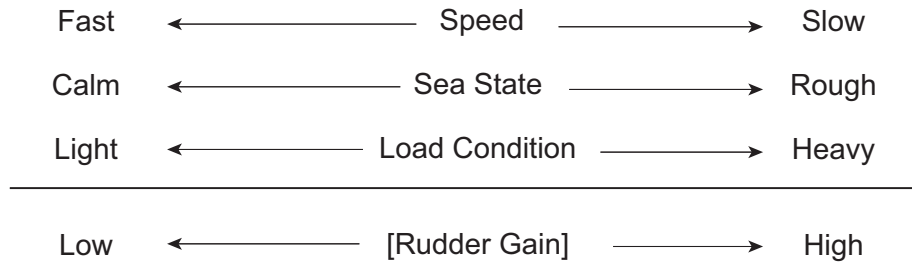 Fast Speed Slow
Calm Sea State Rough
Light Load Condition Heavy
Low [Rudder Gain] High